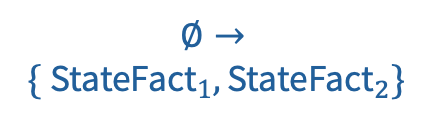 ∅ →
{ StateFact₁, StateFact₂}